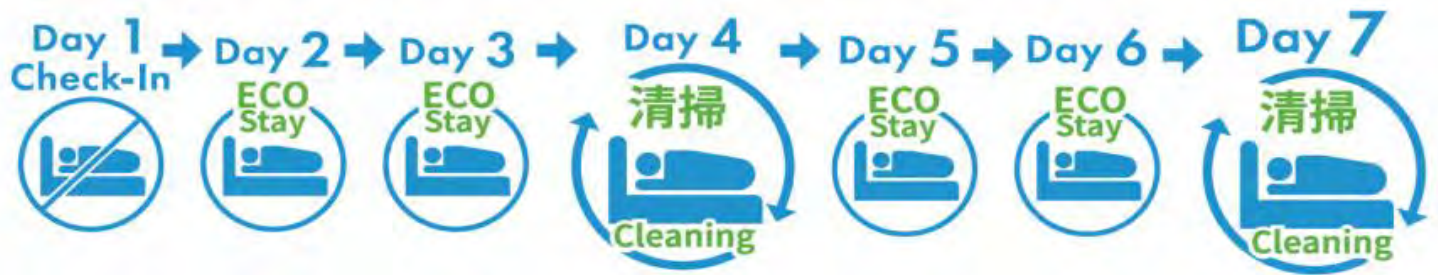 Day 1
Check-In
Day 2
ECO
Stay
Day 3
ECO
Stay
Day 4
清掃
Cleaning
Day 5
ECO
Stay
Day 6
ECO
Stay
Day 7
清掃
Cleaning